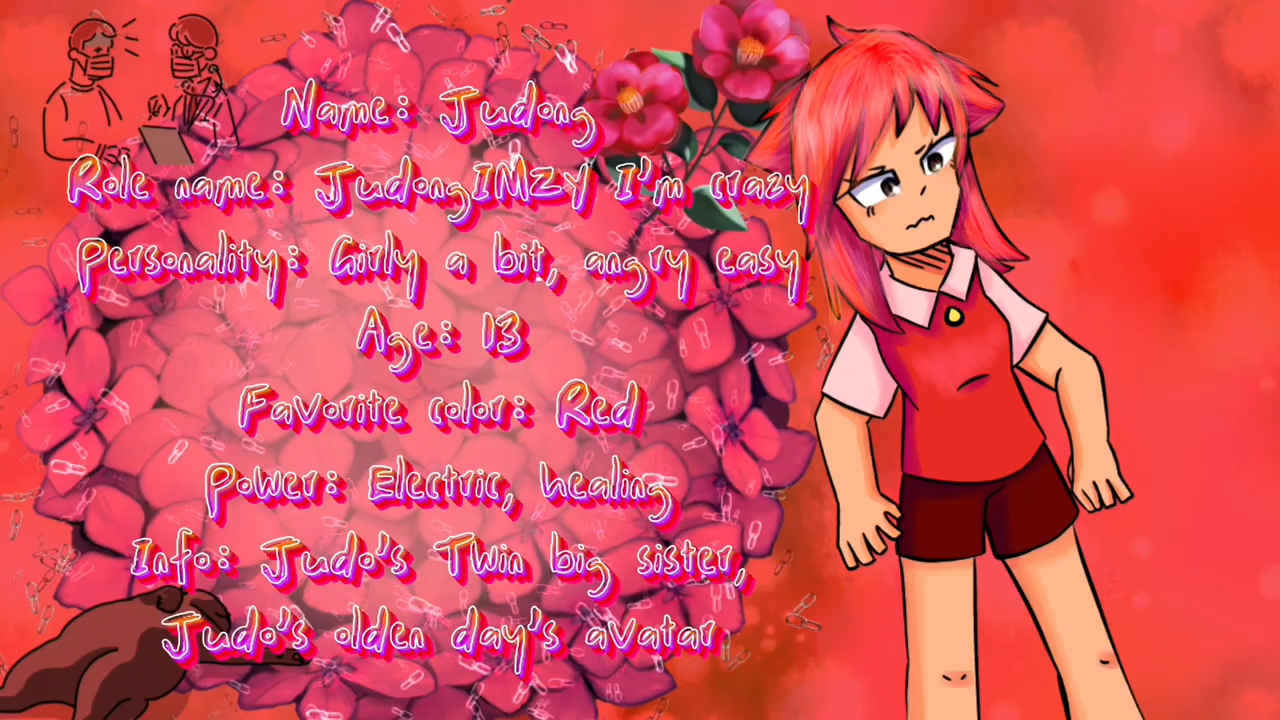 Name: Judong
Role name: JudongIMZY I'm crazy
Personality: Girly a bit, angry easy
Age: 13
Favorite color: Red
Power: Electric, healing
Info: Judo's Twin big sister,
Judo's olden day's avatar